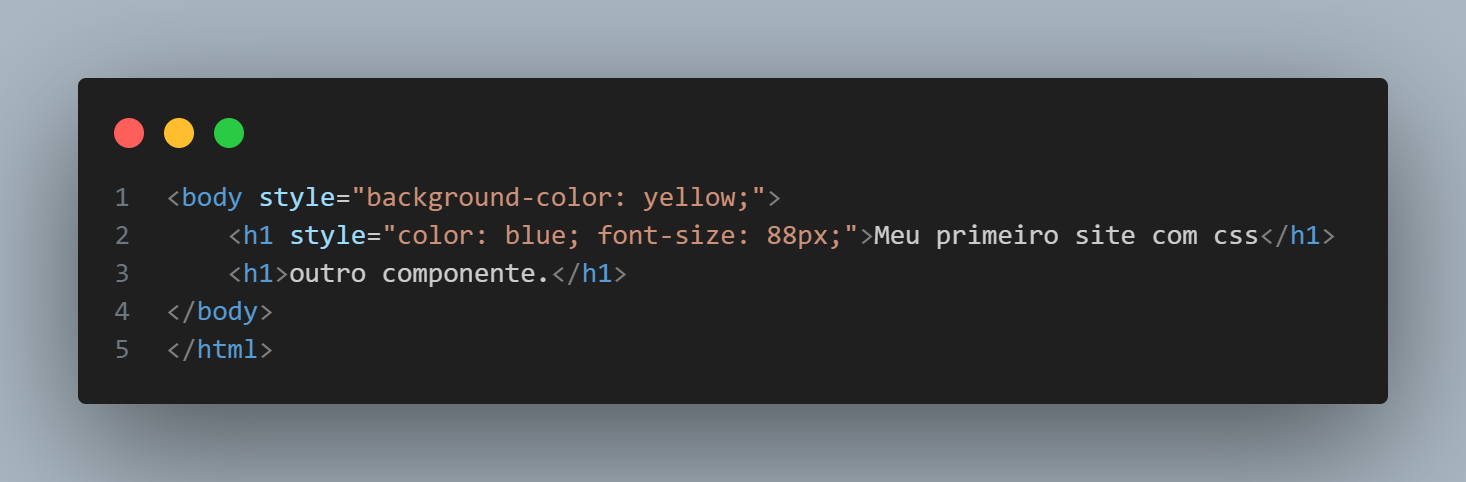 1 <body style="background-color: yellow;">
2     <h1 style="color: blue; font-size: 88px;">Meu primeiro site com css</h1>
3     <h1>outro componente.</h1>
4 </body>
5 </html>